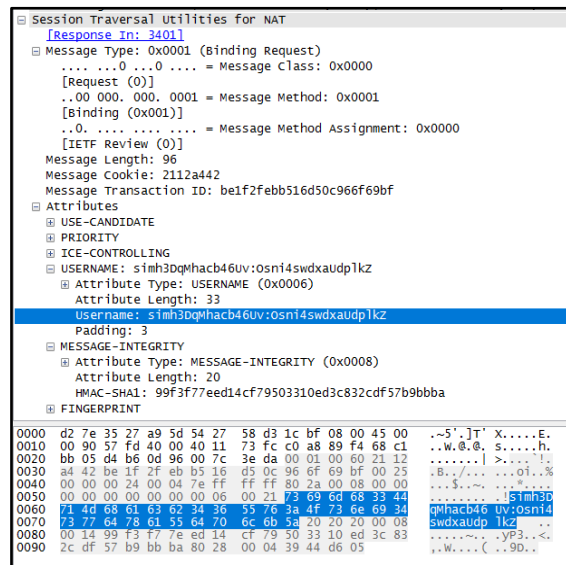 Session Traversal Utilities for NAT
[Response In: 3401]
Message Type: 0x0001 (Binding Request)
.... ...0 ...0 .... = Message Class: 0x0000
[Request (0)]
..00 000. 000. 0001 = Message Method: 0x0001
[Binding (0x001)]
..0. .... .... .... = Message Method Assignment: 0x0000
[IETF Review (0)]
Message Length: 96
Message Cookie: 2112a442
Message Transaction ID: be1f2febb516d50c966f69bf
Attributes
USE-CANDIDATE
PRIORITY
ICE-CONTROLLING
USERNAME: simh3DqMhacb46Uv:Osni4swdxaUdplkZ
Attribute Type: USERNAME (0x0006)
Attribute Length: 33
Username: simh3DqMhacb46Uv:Osni4swdxaUdplkZ
Padding: 3
MESSAGE-INTEGRITY
Attribute Type: MESSAGE-INTEGRITY (0x0008)
Attribute Length: 20
HMAC-SHA1: 99f3f77eed14cf79503310ed3c832cdf57b9bbba
FINGERPRINT
0000 d2 7e 35 27 a9 5d 54 27 58 d3 1c bf 08 00 45 00 .~5'.]T' X.....E.
0010 00 90 57 fd 40 00 40 11 73 fc c0 a8 89 f4 68 c1 ..W.@.@. s.....h.
0020 bb 05 d4 b6 0d 96 00 7c 3e da 00 01 00 60 21 12 .......| >....`!.
0030 a4 42 be 1f 2f eb b5 16 d5 0c 96 6f 69 bf 00 25 .B../... ...oi..%
0040 00 00 00 24 00 04 7e ff ff ff 80 2a 00 08 00 00 ...$..~. ...*....
0050 00 00 00 00 00 00 00 06 00 21 73 69 6d 68 33 44 ........ .!simh3D
0060 71 4d 68 61 63 62 34 36 55 76 3a 4f 73 6e 69 34 qMhacb46 Uv:Osni4
0070 73 77 64 78 61 55 64 70 6c 6b 5a 20 20 20 00 08 swdxaUdp lkZ ..
0080 00 14 99 f3 f7 7e ed 14 cf 79 50 33 10 ed 3c 83 .....~.. .yP3..<.
0090 2c df 57 b9 bb ba 80 28 00 04 39 44 d6 05 ,.W....( ..9D..